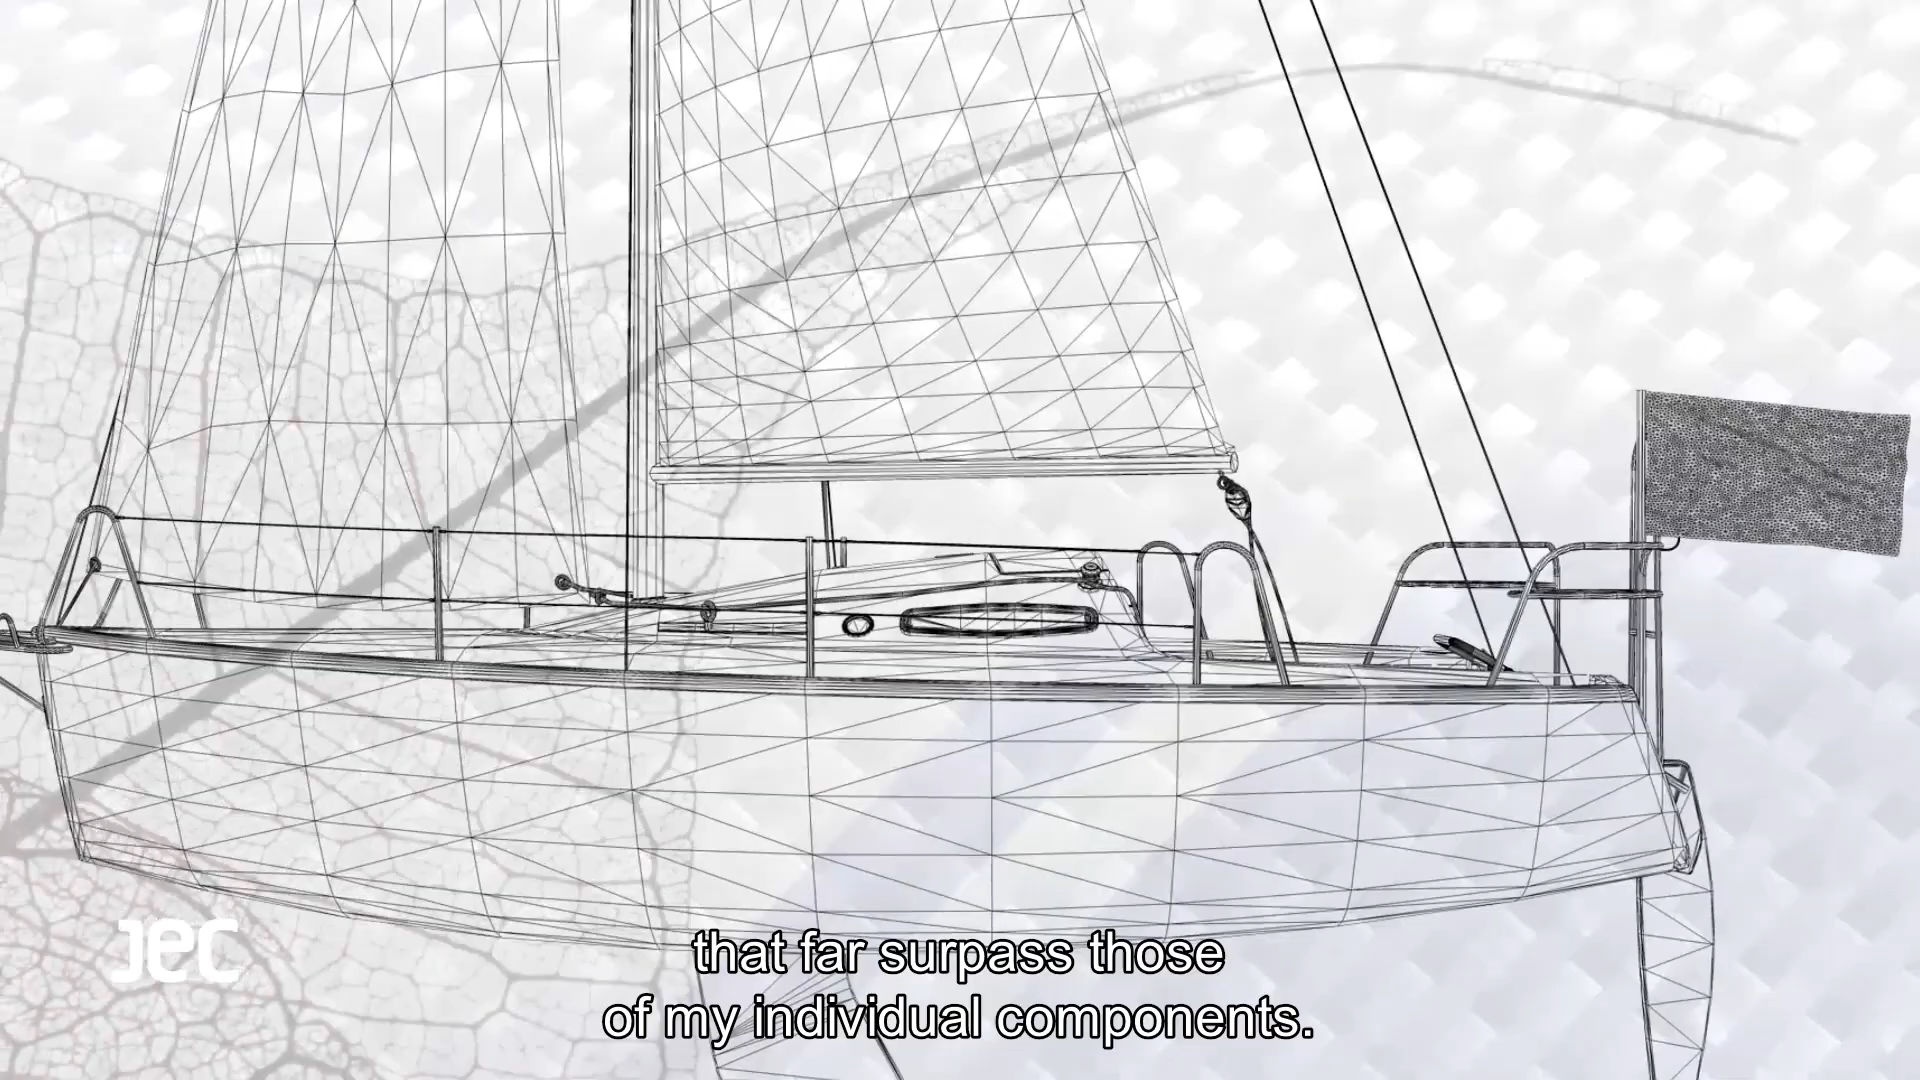 JEC
that far surpass those
of my individual components.